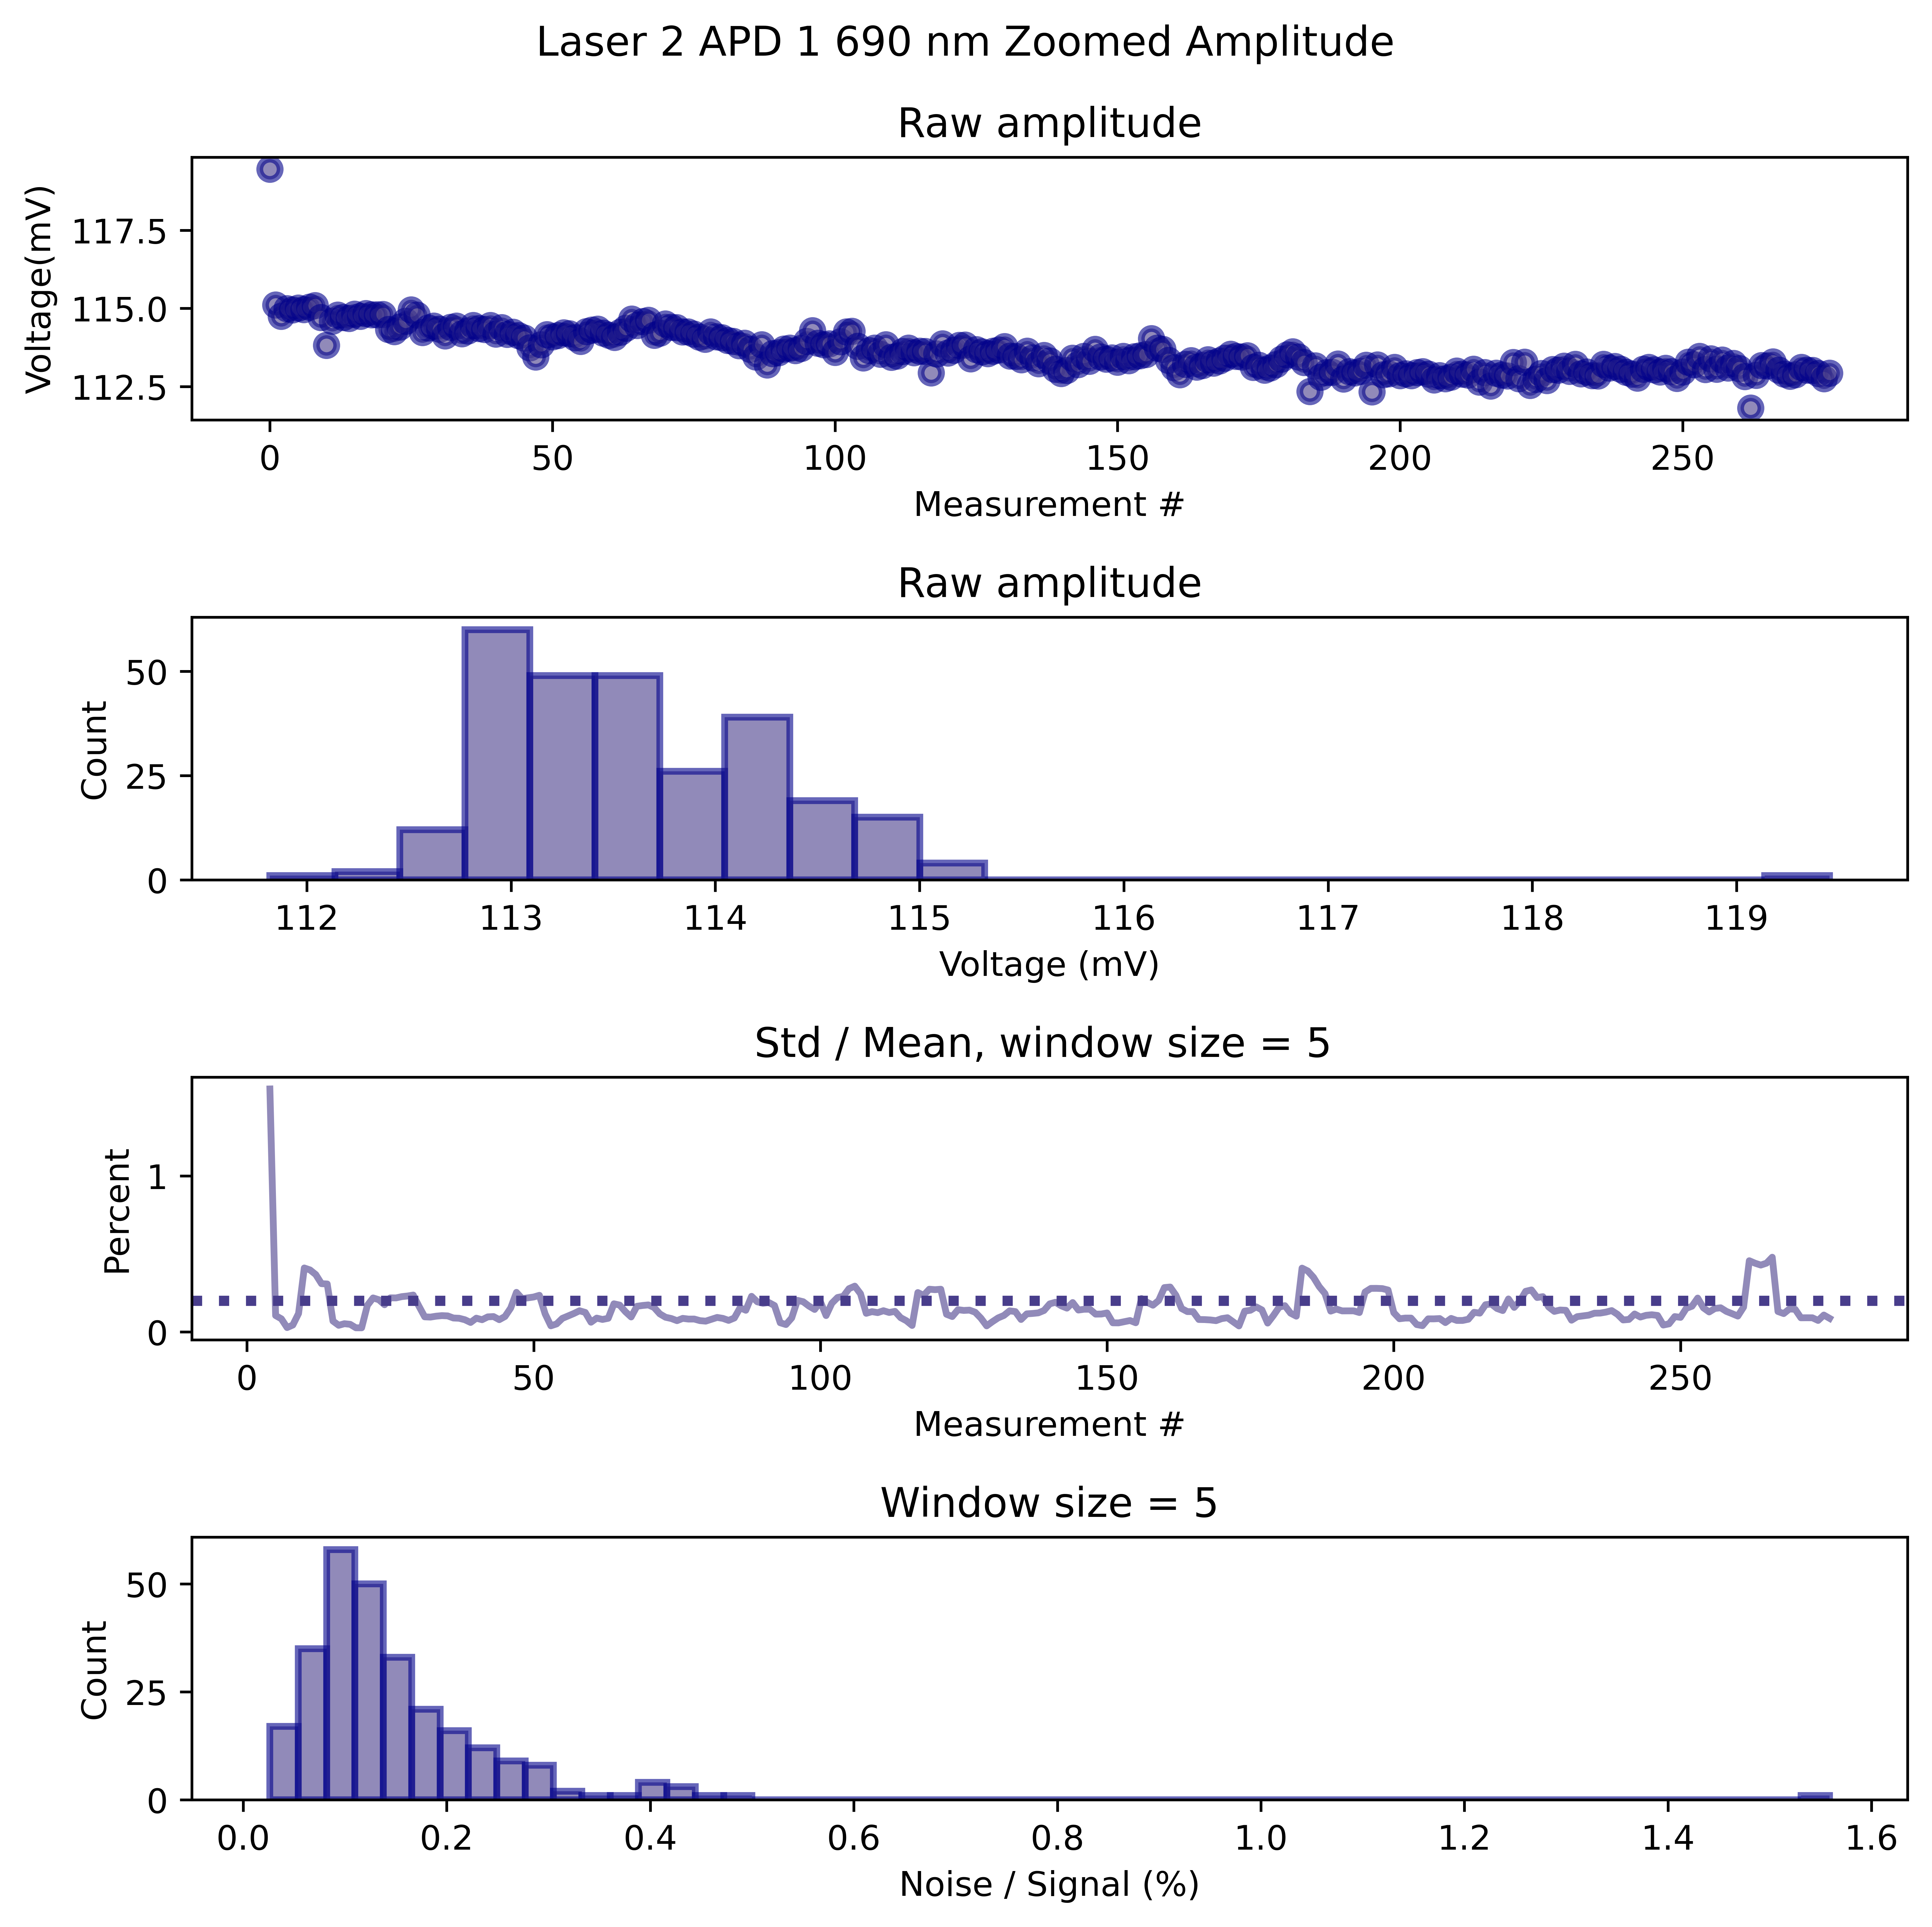 Laser 2 APD 1 690 nm Zoomed Amplitude
Raw amplitude
Voltage(mV)
117.5
115.0
112.5
0 50 100 150 200 250
Measurement #
Raw amplitude
Count
50
25
0
112 113 114 115 116 117 118 119
Voltage (mV)
Std / Mean, window size = 5
Percent
1
0
0 50 100 150 200 250
Measurement #
Window size = 5
Count
50
25
0
0.0 0.2 0.4 0.6 0.8 1.0 1.2 1.4 1.6
Noise / Signal (%)